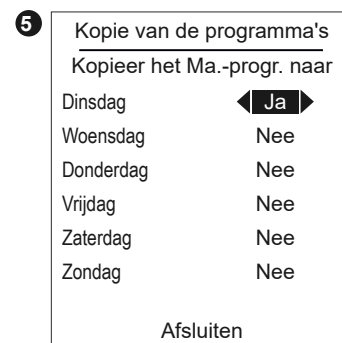 5
Kopie van de programma's
Kopieer het Ma.-progr. naar
Dinsdag Ja
Woensdag Nee
Donderdag Nee
Vrijdag Nee
Zaterdag Nee
Zondag Nee
Afsluiten